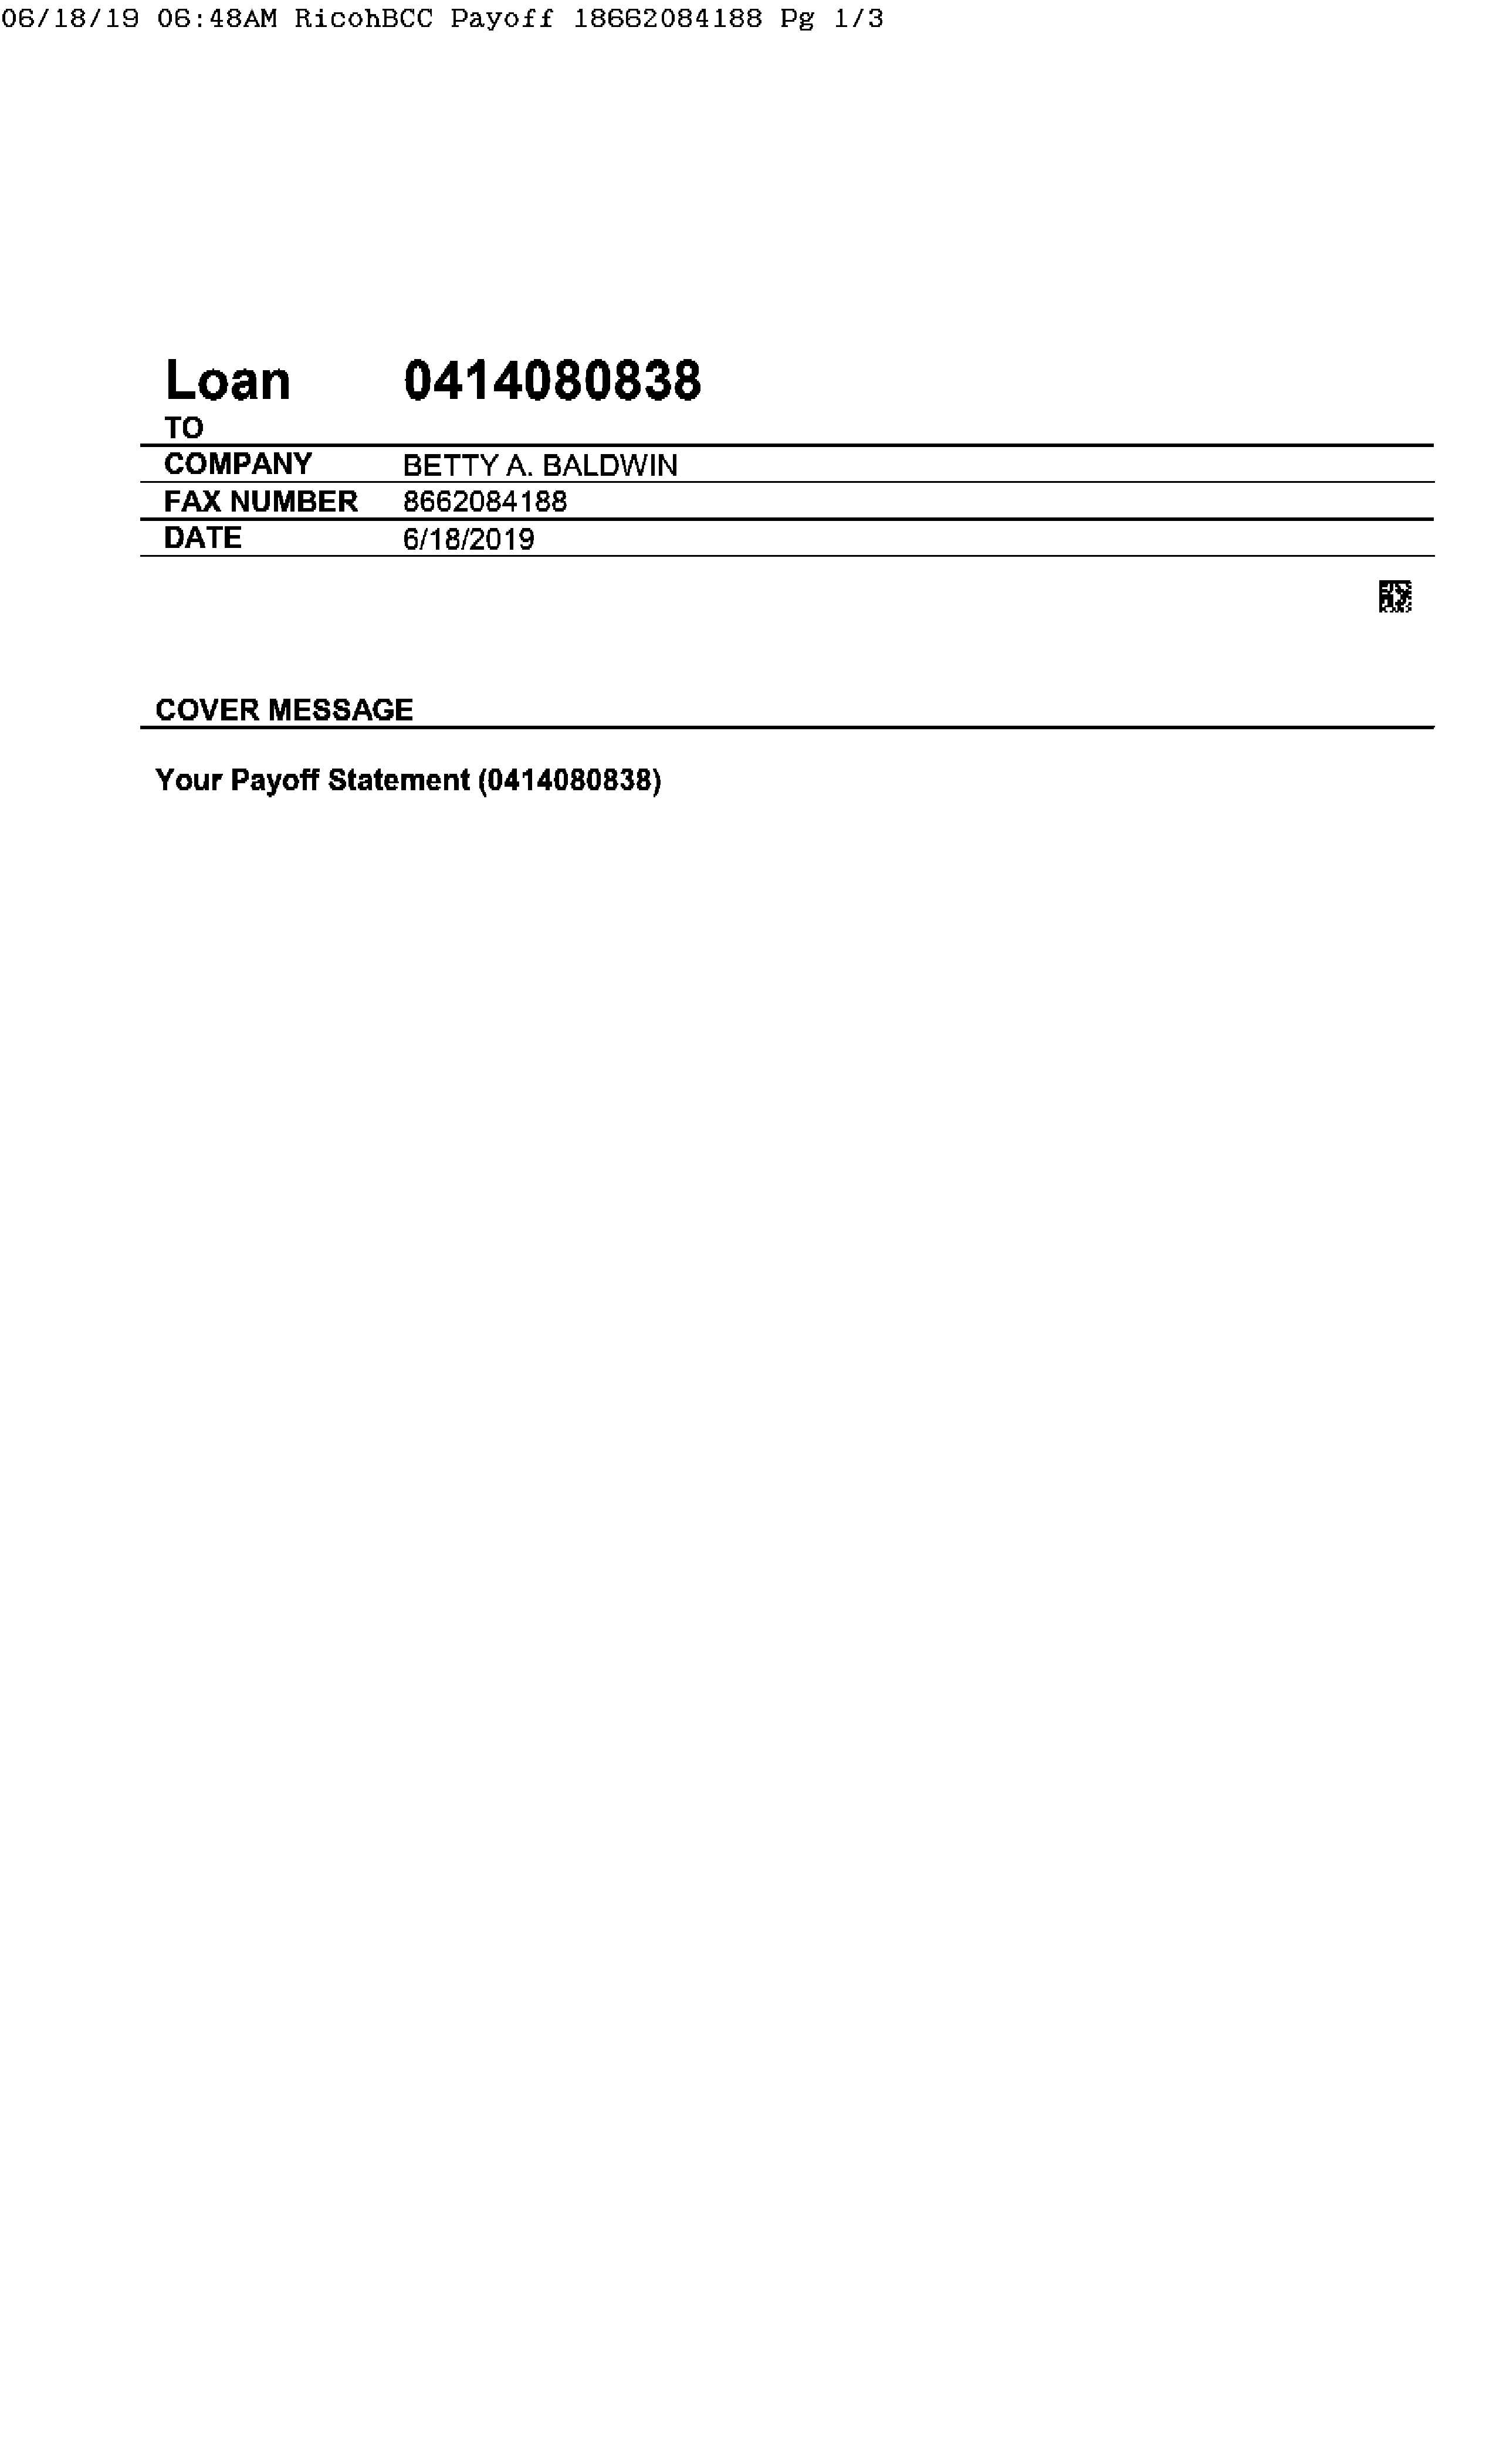 06/18/19 06:48AM RicohBCC Payoff 18662084188 Pg 1/3
Loan 0414080838
TO
COMPANY BETTY A. BALDWIN
FAX NUMBER 8662084188
DATE 6/18/2019
COVER MESSAGE
Your Payoff Statement (0414080838)